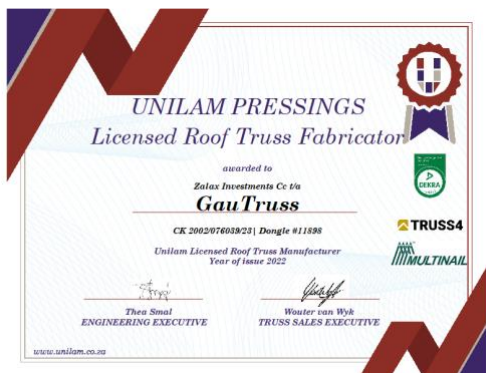 UNILAM PRESSINGS
Licensed Roof Truss Fabricator
awarded to
Zalax Investments Cc t/a
GauTruss
CK 2002/076039/23| Dongle #11898
Unilam Licensed Roof Truss Manufacturer
Year of issue 2022
Thea Smal
ENGINEERING EXECUTIVE
Wouter van Wyk
TRUSS SALES EXECUTIVE
www.unilam.co.za
DEKRA
TRUSS4
MULTINAIL